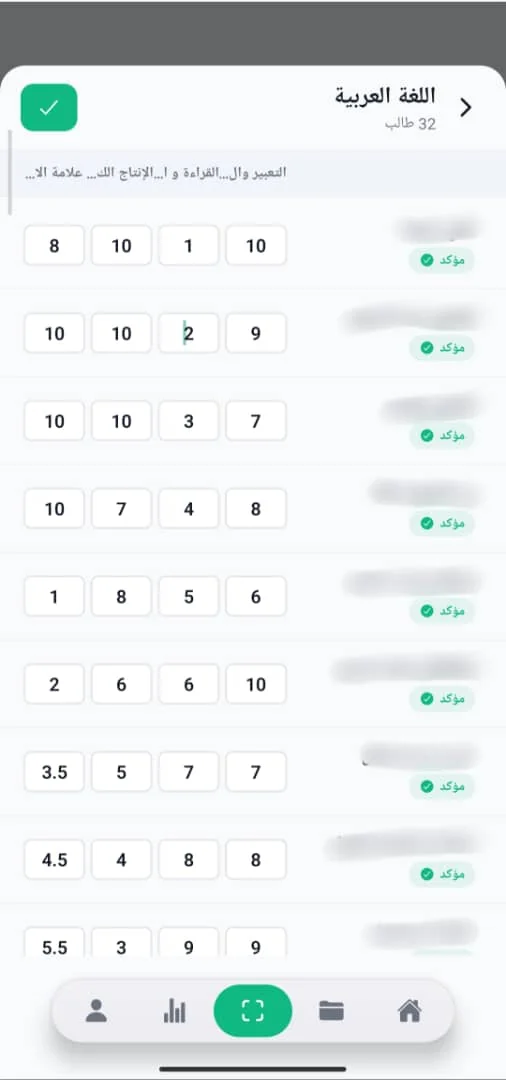 اللغة العربية
32 طالب
التعبير وال... القراءة و ا... الإنتاج الك... علامة الا...
10 1 10 8
مؤكد
9 2 10 10
مؤكد
7 3 10 10
مؤكد
8 4 7 10
مؤكد
6 5 8 1
مؤكد
10 6 6 2
مؤكد
7 7 5 3.5
مؤكد
8 8 4 4.5
مؤكد
9 9 3 5.5